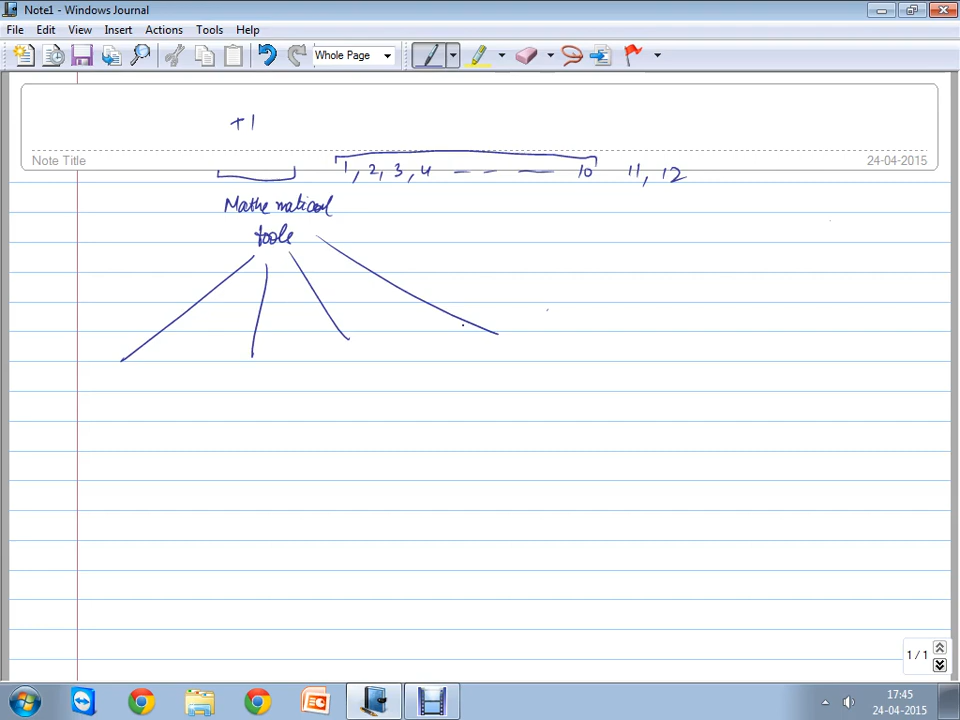 Note1 - Windows Journal
File Edit View Insert Actions Tools Help
Whole Page
+1
Note Title
24-04-2015
1, 2, 3, 4 — — — 10 11, 12
Mathematical
tools
1 / 1
17:45
24-04-2015